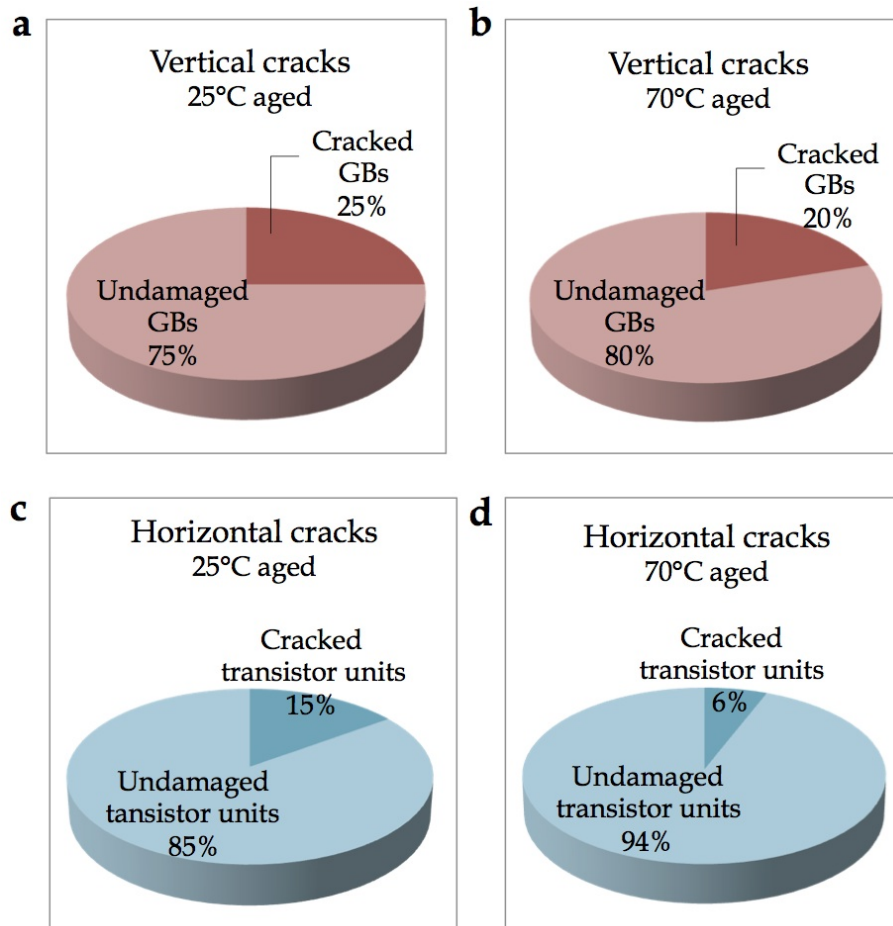 a
Vertical cracks
25°C aged
Cracked
GBs
25%
Undamaged
GBs
75%
b
Vertical cracks
70°C aged
Cracked
GBs
20%
Undamaged
GBs
80%
c
Horizontal cracks
25°C aged
Cracked
transistor units
15%
Undamaged
tansistor units
85%
d
Horizontal cracks
70°C aged
Cracked
transistor units
6%
Undamaged
transistor units
94%